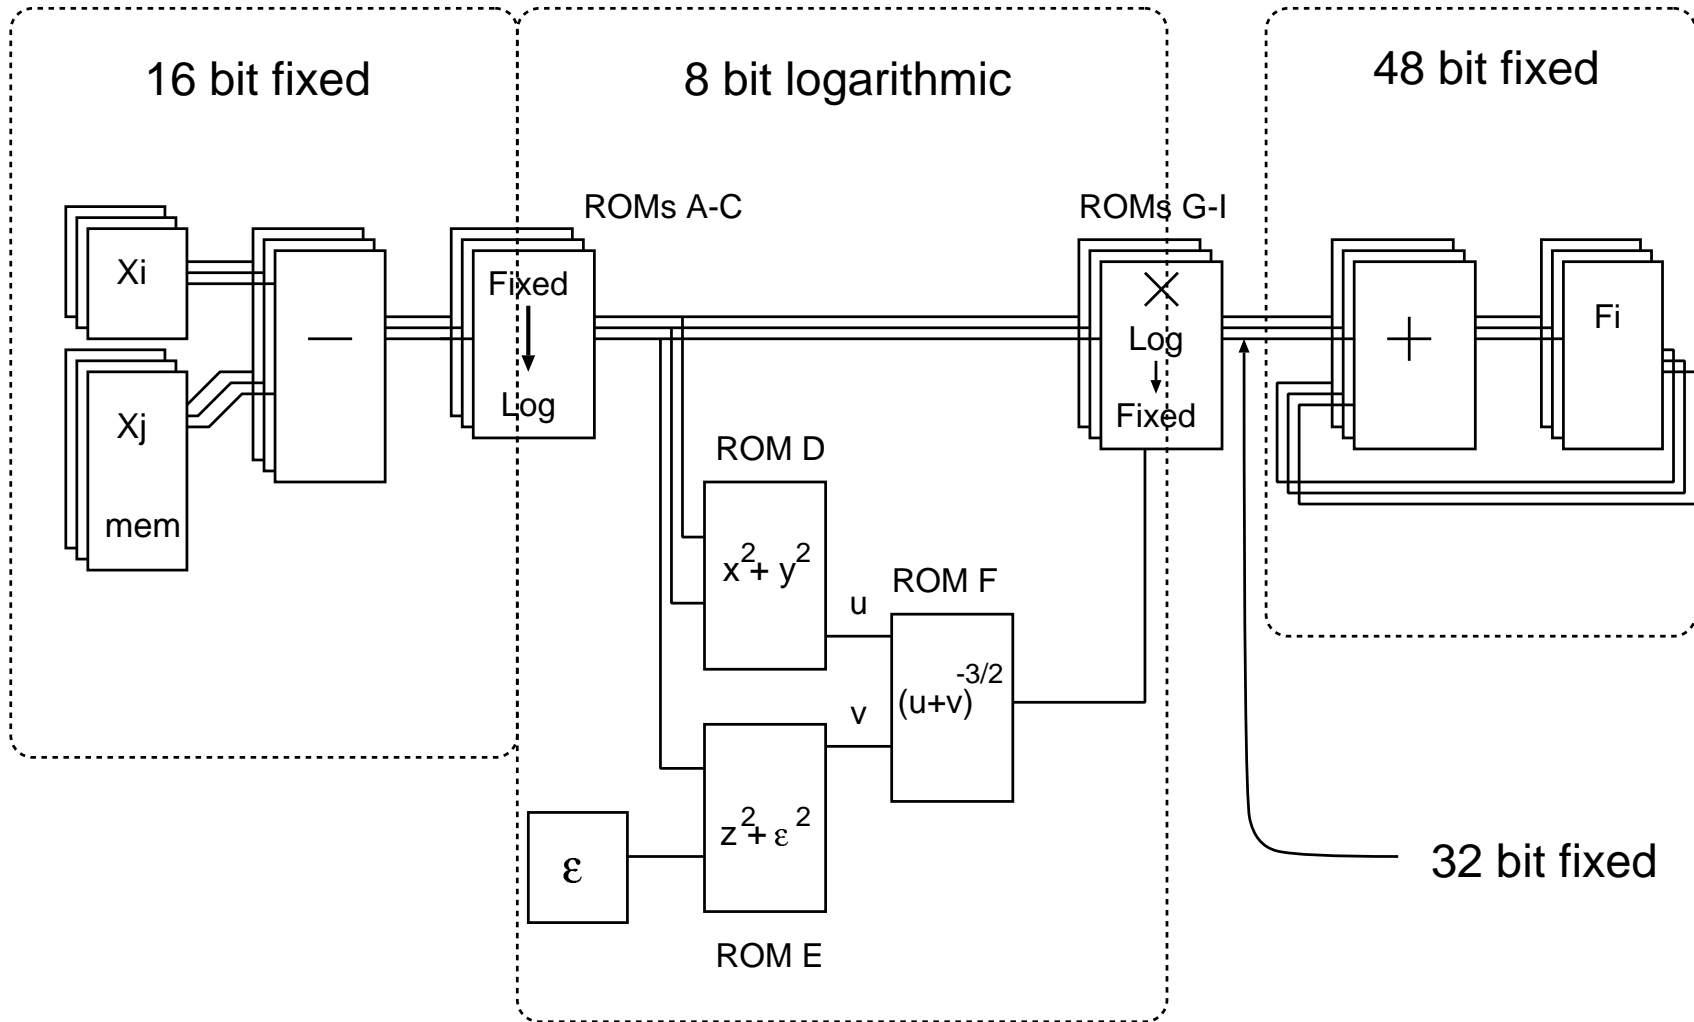 16 bit fixed
8 bit logarithmic
48 bit fixed
ROMs A-C
ROMs G-I
Xi
Fixed
Log
×
Log
Fixed
—
+
Fi
Xj
mem
ROM D
x² + y²
u
ROM F
(u+v)^-3/2
v
z² + ε²
ε
32 bit fixed
ROM E